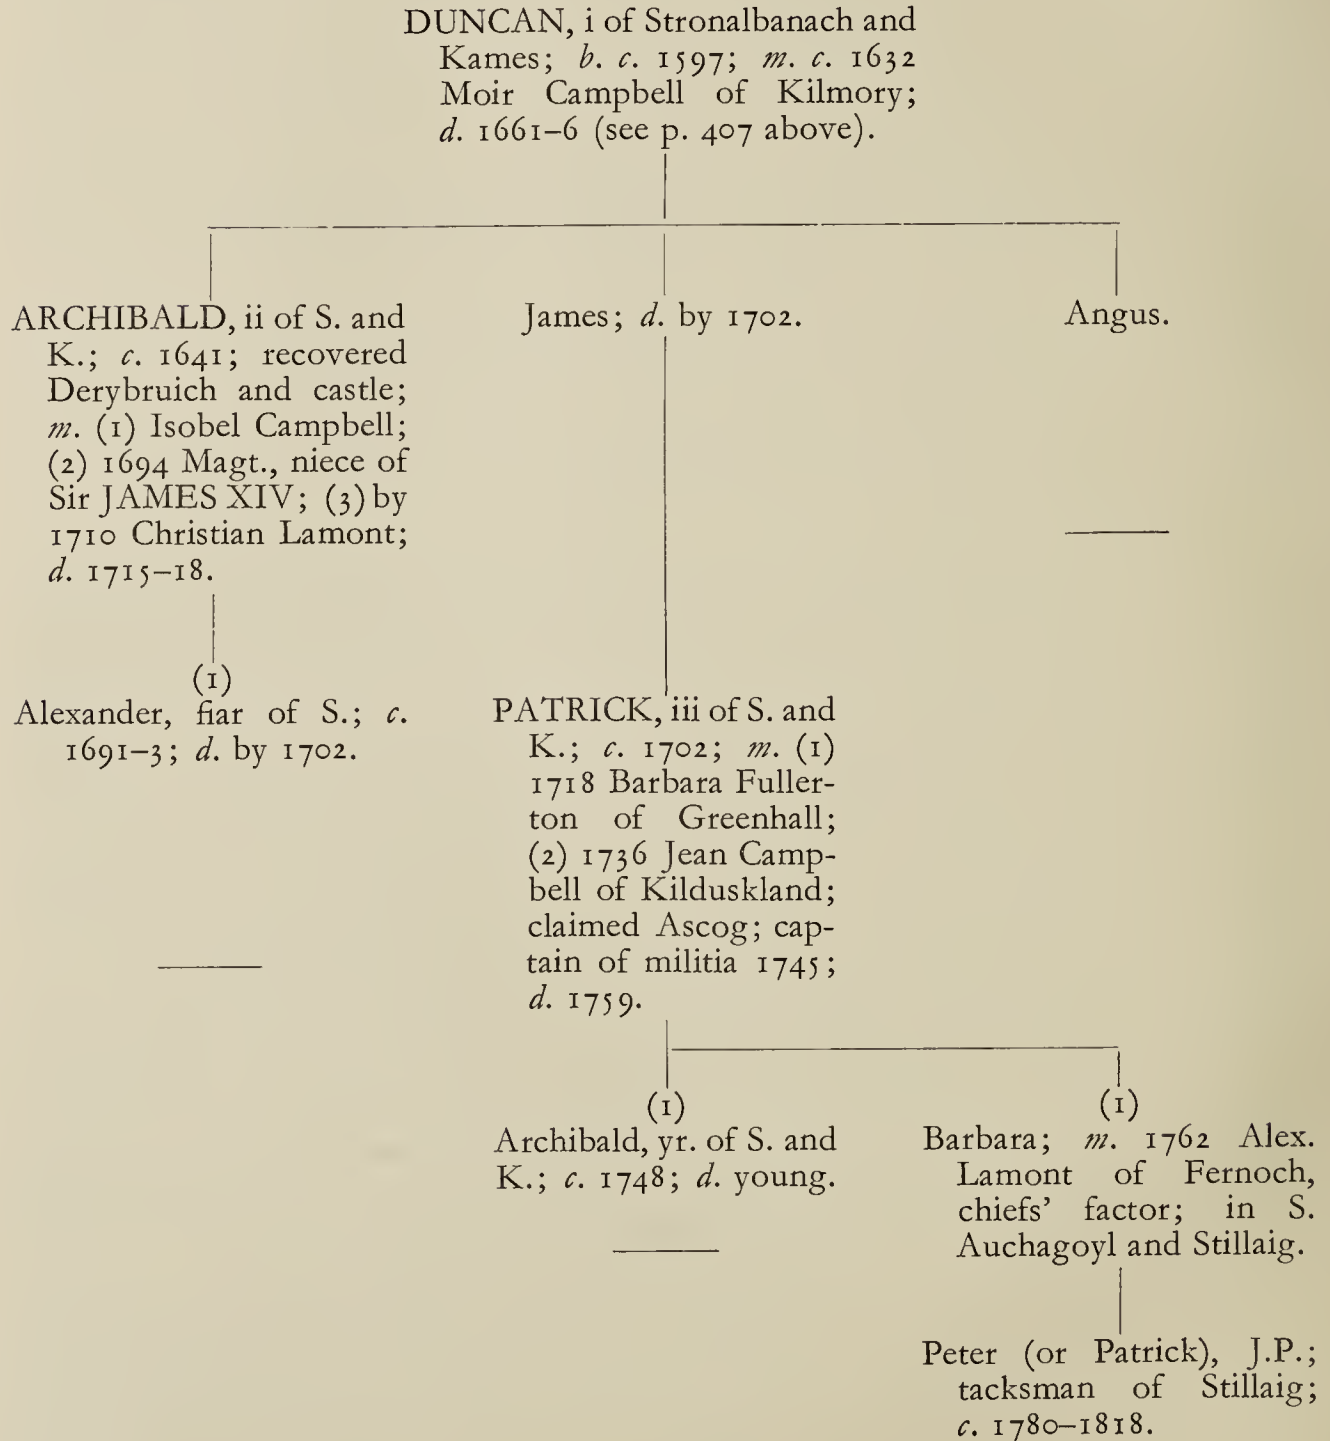 DUNCAN, i of Stronalbanach and
Kames; b. c. 1597; m. c. 1632
Moir Campbell of Kilmory;
d. 1661–6 (see p. 407 above).
ARCHIBALD, ii of S. and
K.; c. 1641; recovered
Derybruich and castle;
m. (1) Isobel Campbell;
(2) 1694 Magt., niece of
Sir JAMES XIV; (3) by
1710 Christian Lamont;
d. 1715–18.
James; d. by 1702.
Angus.
(1)
Alexander, fiar of S.; c.
1691–3; d. by 1702.
PATRICK, iii of S. and
K.; c. 1702; m. (1)
1718 Barbara Fuller-
ton of Greenhall;
(2) 1736 Jean Camp-
bell of Kilduskland;
claimed Ascog; cap-
tain of militia 1745;
d. 1759.
(1)
Archibald, yr. of S. and
K.; c. 1748; d. young.
(1)
Barbara; m. 1762 Alex.
Lamont of Fernoch,
chiefs' factor; in S.
Auchagoyl and Stillaig.
Peter (or Patrick), J.P.;
tacksman of Stillaig;
c. 1780–1818.